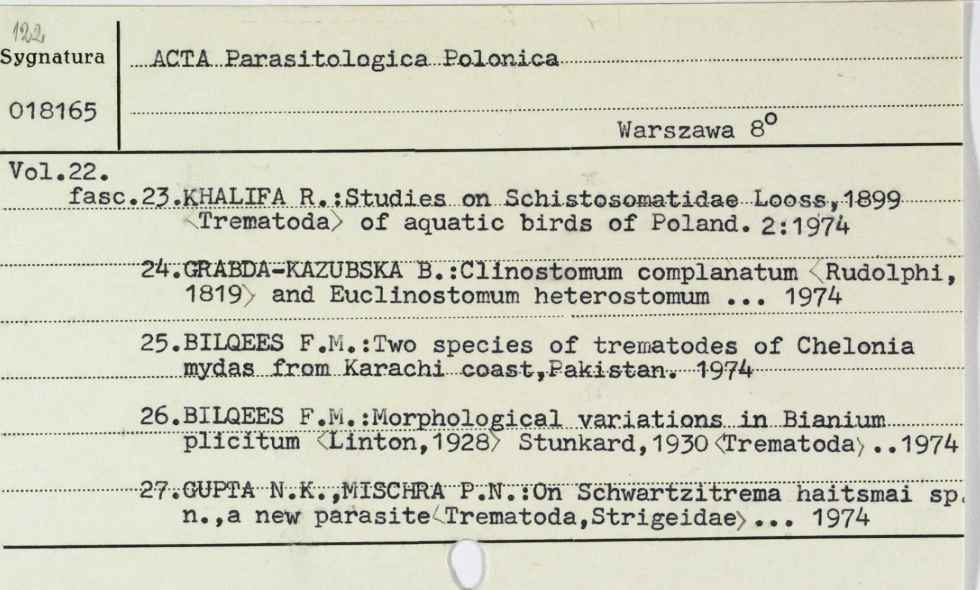 122
Sygnatura
ACTA Parasitologica Polonica
018165
Warszawa 8°
Vol.22.
fasc.23.KHALIFA R.:Studies on Schistosomatidae Looss,1899
<Trematoda> of aquatic birds of Poland. 2:1974
24.GRABDA-KAZUBSKA B.:Clinostomum complanatum <Rudolphi,
1819> and Euclinostomum heterostomum ... 1974
25.BILQEES F.M.:Two species of trematodes of Chelonia
mydas from Karachi coast,Pakistan. 1974
26.BILQEES F.M.:Morphological variations in Bianium
plicitum <Linton,1928> Stunkard,1930<Trematoda>..1974
27.GUPTA N.K.,MISCHRA P.N.:On Schwartzitrema haitsmai sp.
n.,a new parasite<Trematoda,Strigeidae>... 1974